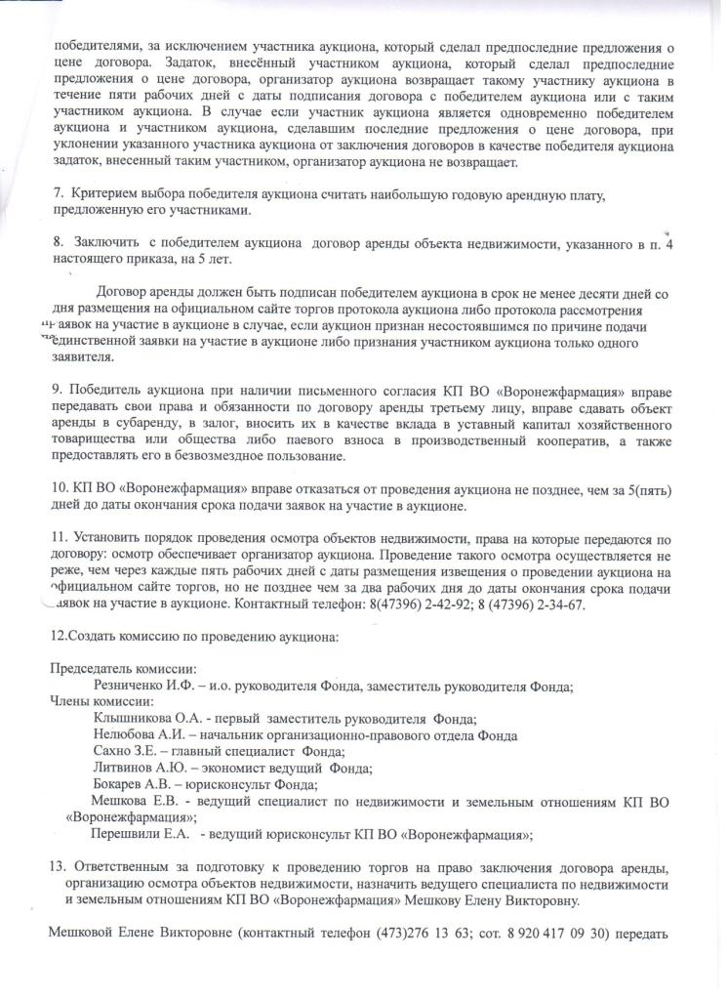 победителями, за исключением участника аукциона, который сделал предпоследние предложения о
цене договора. Задаток, внесённый участником аукциона, который сделал предпоследние
предложения о цене договора, организатор аукциона возвращает такому участнику аукциона в
течение пяти рабочих дней с даты подписания договора с победителем аукциона или с таким
участником аукциона. В случае если участник аукциона является одновременно победителем
аукциона и участником аукциона, сделавшим последние предложения о цене договора, при
уклонении указанного участника аукциона от заключения договоров в качестве победителя аукциона
задаток, внесенный таким участником, организатор аукциона не возвращает.
7. Критерием выбора победителя аукциона считать наибольшую годовую арендную плату,
предложенную его участниками.
8. Заключить с победителем аукциона договор аренды объекта недвижимости, указанного в п. 4
настоящего приказа, на 5 лет.
Договор аренды должен быть подписан победителем аукциона в срок не менее десяти дней со
дня размещения на официальном сайте торгов протокола аукциона либо протокола рассмотрения
аявок на участие в аукционе в случае, если аукцион признан несостоявшимся по причине подачи
единственной заявки на участие в аукционе либо признания участником аукциона только одного
заявителя.
9. Победитель аукциона при наличии письменного согласия КП ВО «Воронежфармация» вправе
передавать свои права и обязанности по договору аренды третьему лицу, вправе сдавать объект
аренды в субаренду, в залог, вносить их в качестве вклада в уставный капитал хозяйственного
товарищества или общества либо паевого взноса в производственный кооператив, а также
предоставлять его в безвозмездное пользование.
10. КП ВО «Воронежфармация» вправе отказаться от проведения аукциона не позднее, чем за 5(пять)
дней до даты окончания срока подачи заявок на участие в аукционе.
11. Установить порядок проведения осмотра объектов недвижимости, права на которые передаются по
договору: осмотр обеспечивает организатор аукциона. Проведение такого осмотра осуществляется не
реже, чем через каждые пять рабочих дней с даты размещения извещения о проведении аукциона на
официальном сайте торгов, но не позднее чем за два рабочих дня до даты окончания срока подачи
аявок на участие в аукционе. Контактный телефон: 8(47396) 2-42-92; 8 (47396) 2-34-67.
12.Создать комиссию по проведению аукциона:
Председатель комиссии:
Резниченко И.Ф. – и.о. руководителя Фонда, заместитель руководителя Фонда;
Члены комиссии:
Клышникова О.А. - первый заместитель руководителя Фонда;
Нелюбова А.И. – начальник организационно-правового отдела Фонда
Сахно З.Е. – главный специалист Фонда;
Литвинов А.Ю. – экономист ведущий Фонда;
Бокарев А.В. – юрисконсульт Фонда;
Мешкова Е.В. - ведущий специалист по недвижимости и земельным отношениям КП ВО
«Воронежфармация»;
Перешвили Е.А. - ведущий юрисконсульт КП ВО «Воронежфармация»;
13. Ответственным за подготовку к проведению торгов на право заключения договора аренды,
организацию осмотра объектов недвижимости, назначить ведущего специалиста по недвижимости
и земельным отношениям КП ВО «Воронежфармация» Мешкову Елену Викторовну.
Мешковой Елене Викторовне (контактный телефон (473)276 13 63; сот. 8 920 417 09 30) передать